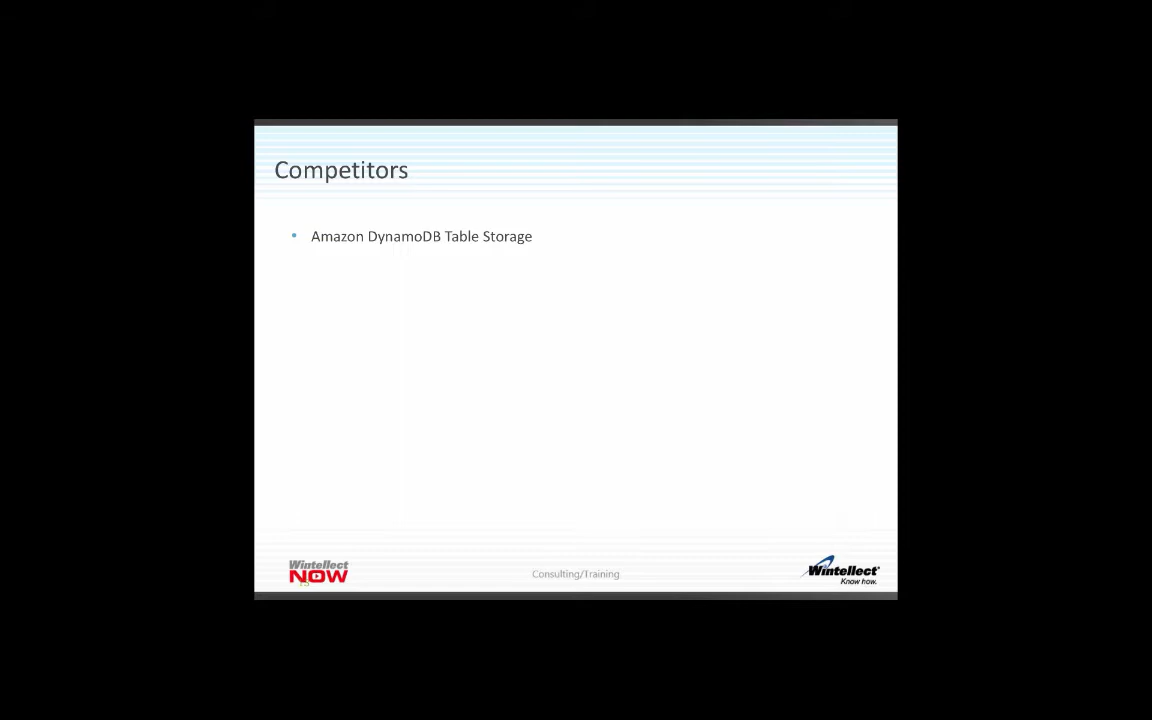 Competitors
• Amazon DynamoDB Table Storage
Wintellect
NOW
Consulting/Training
Wintellect
Know how.